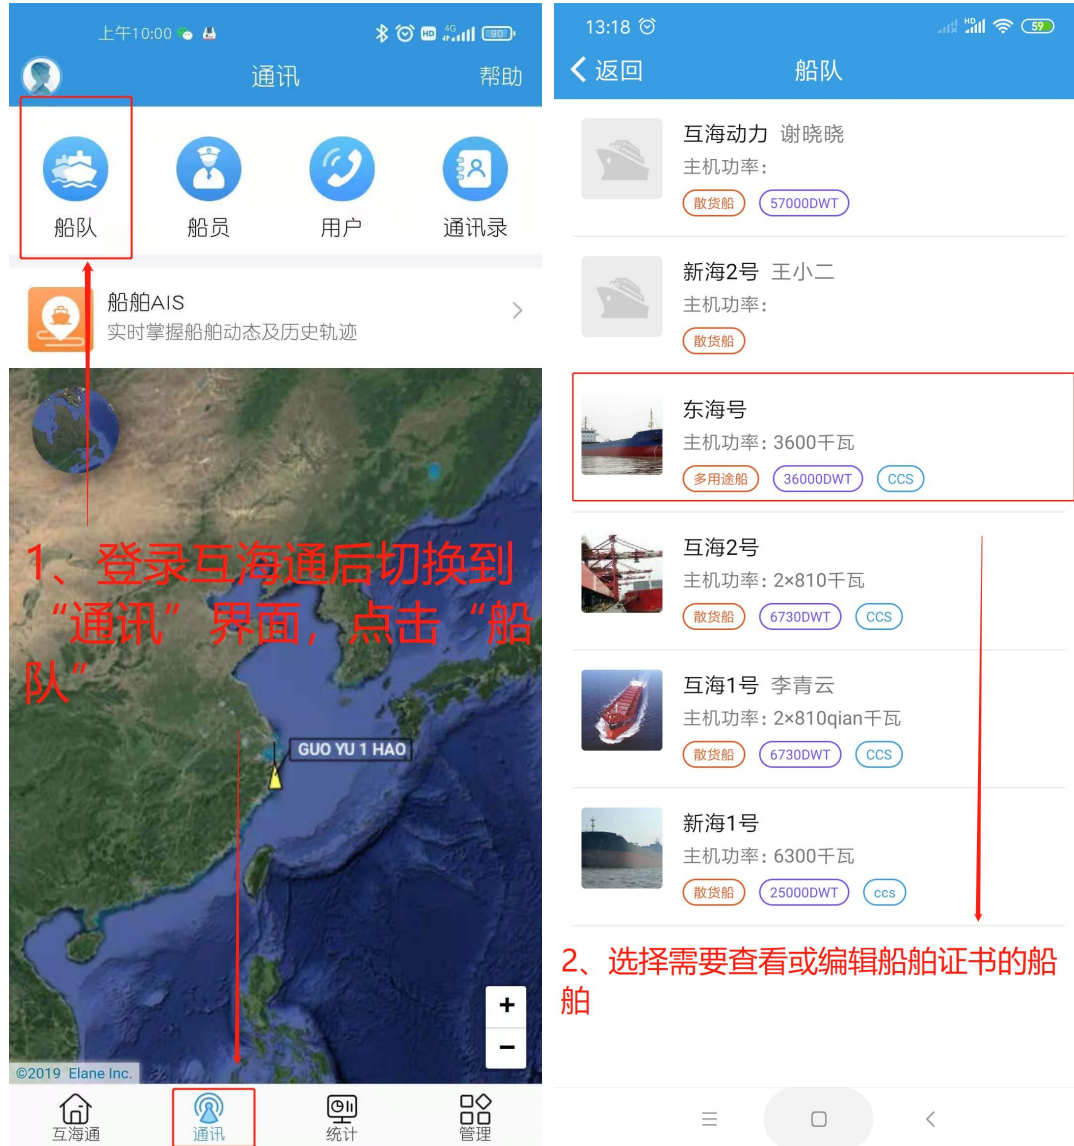 上午10:00
4G
HD
90
通讯
帮助
船队
船员
用户
通讯录
船舶AIS
实时掌握船舶动态及历史轨迹
1、登录互海通后切换到
“通讯”界面，点击“船
队”
GUO YU 1 HAO
+
−
©2019 Elane Inc.
互海通
通讯
统计
管理
13:18
HD
59
返回
船队
互海动力 谢晓晓
主机功率：
散货船 57000DWT
新海2号 王小二
主机功率：
散货船
东海号
主机功率：3600千瓦
多用途船 36000DWT CCS
互海2号
主机功率：2×810千瓦
散货船 6730DWT CCS
互海1号 李青云
主机功率：2×810qian千瓦
散货船 6730DWT CCS
新海1号
主机功率：6300千瓦
散货船 25000DWT ccs
2、选择需要查看或编辑船舶证书的船
舶